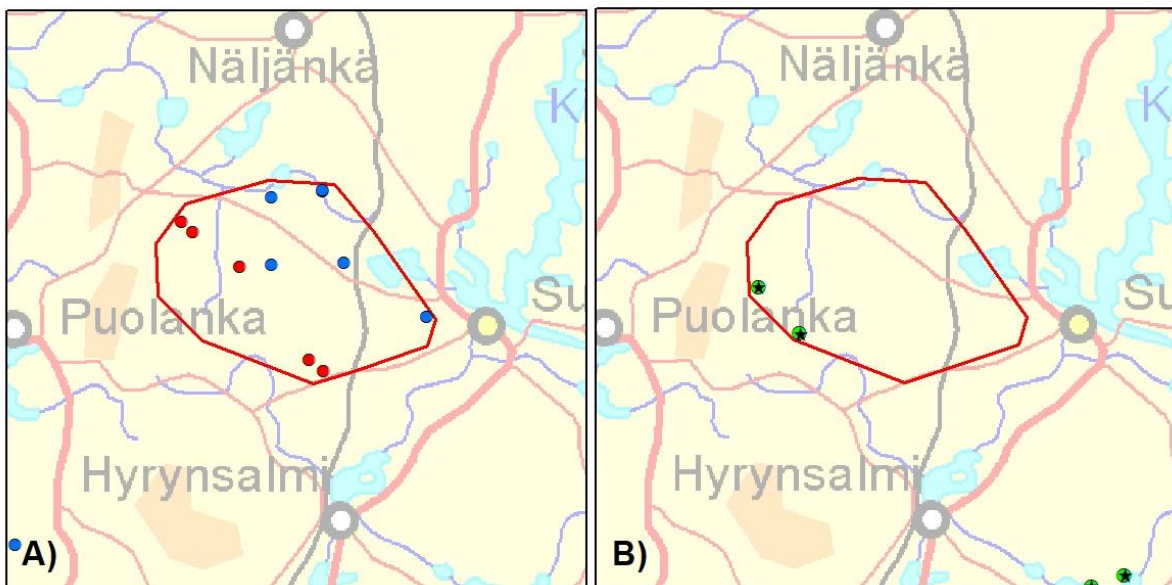 Näljänkä
K
Puolanka
Su
Hyrynsalmi
A)
Näljänkä
K
Puolanka
Su
Hyrynsalmi
B)